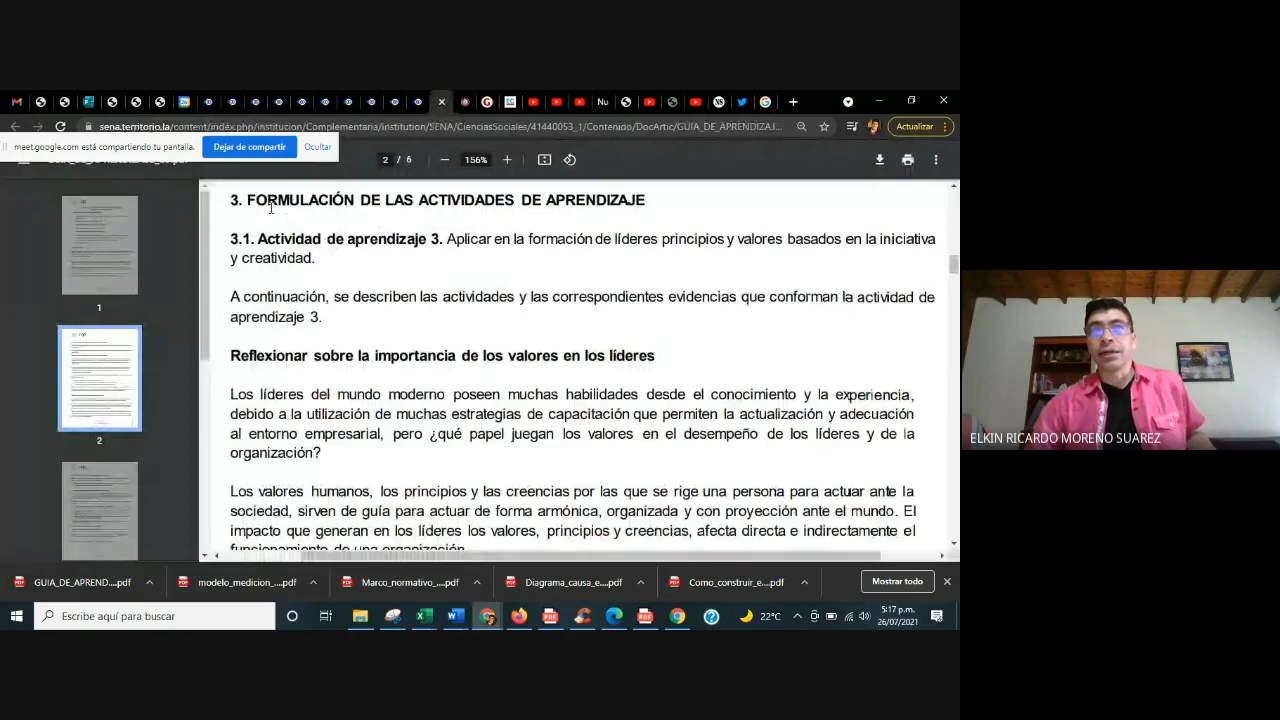 Nu
sena.territorio.la/content/index.php/institucion/Complementaria/institution/SENA/CienciasSociales/41440053_1/Contenido/DocArtic/GUIA_DE_APRENDIZAJ...
Actualizar
meet.google.com está compartiendo tu pantalla.
Dejar de compartir
Ocultar
2 / 6
156%
3. FORMULACIÓN DE LAS ACTIVIDADES DE APRENDIZAJE
3.1. Actividad de aprendizaje 3. Aplicar en la formación de líderes principios y valores basados en la iniciativa
y creatividad.
A continuación, se describen las actividades y las correspondientes evidencias que conforman la actividad de
aprendizaje 3.
Reflexionar sobre la importancia de los valores en los líderes
Los líderes del mundo moderno poseen muchas habilidades desde el conocimiento y la experiencia,
debido a la utilización de muchas estrategias de capacitación que permiten la actualización y adecuación
al entorno empresarial, pero ¿qué papel juegan los valores en el desempeño de los líderes y de la
organización?
Los valores humanos, los principios y las creencias por las que se rige una persona para actuar ante la
sociedad, sirven de guía para actuar de forma armónica, organizada y con proyección ante el mundo. El
impacto que generan en los líderes los valores, principios y creencias, afecta directa e indirectamente el
funcionamiento de una organización.
1
2
ELKIN RICARDO MORENO SUAREZ
GUIA_DE_APREND....pdf
modelo_medicion_....pdf
Marco_normativo_....pdf
Diagrama_causa_e....pdf
Como_construir_e....pdf
Mostrar todo
Escribe aquí para buscar
22°C
5:17 p.m.
26/07/2021